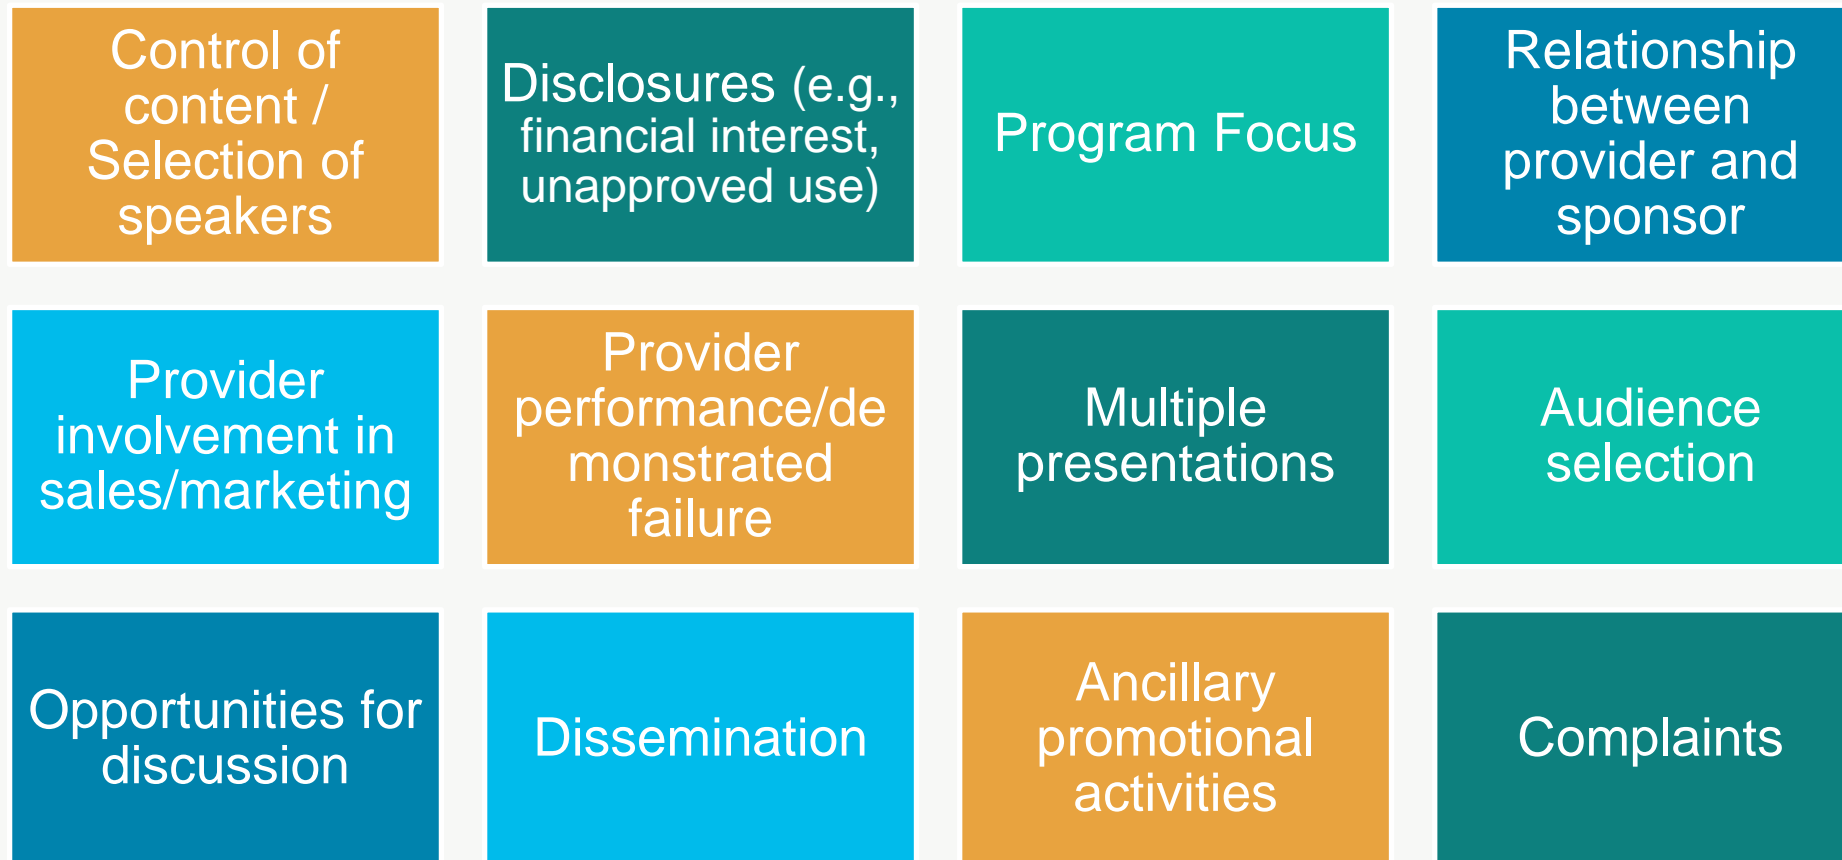 Control of
content /
Selection of
speakers
Disclosures (e.g.,
financial interest,
unapproved use)
Program Focus
Relationship
between
provider and
sponsor
Provider
involvement in
sales/marketing
Provider
performance/de
monstrated
failure
Multiple
presentations
Audience
selection
Opportunities for
discussion
Dissemination
Ancillary
promotional
activities
Complaints